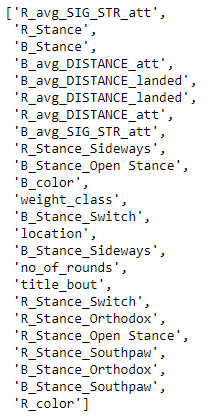 ['R_avg_SIG_STR_att',
'R_Stance',
'B_Stance',
'B_avg_DISTANCE_att',
'B_avg_DISTANCE_landed',
'R_avg_DISTANCE_landed',
'R_avg_DISTANCE_att',
'B_avg_SIG_STR_att',
'R_Stance_Sideways',
'B_Stance_Open Stance',
'B_color',
'weight_class',
'B_Stance_Switch',
'location',
'B_Stance_Sideways',
'no_of_rounds',
'title_bout',
'R_Stance_Switch',
'R_Stance_Orthodox',
'R_Stance_Open Stance',
'R_Stance_Southpaw',
'B_Stance_Orthodox',
'B_Stance_Southpaw',
'R_color']